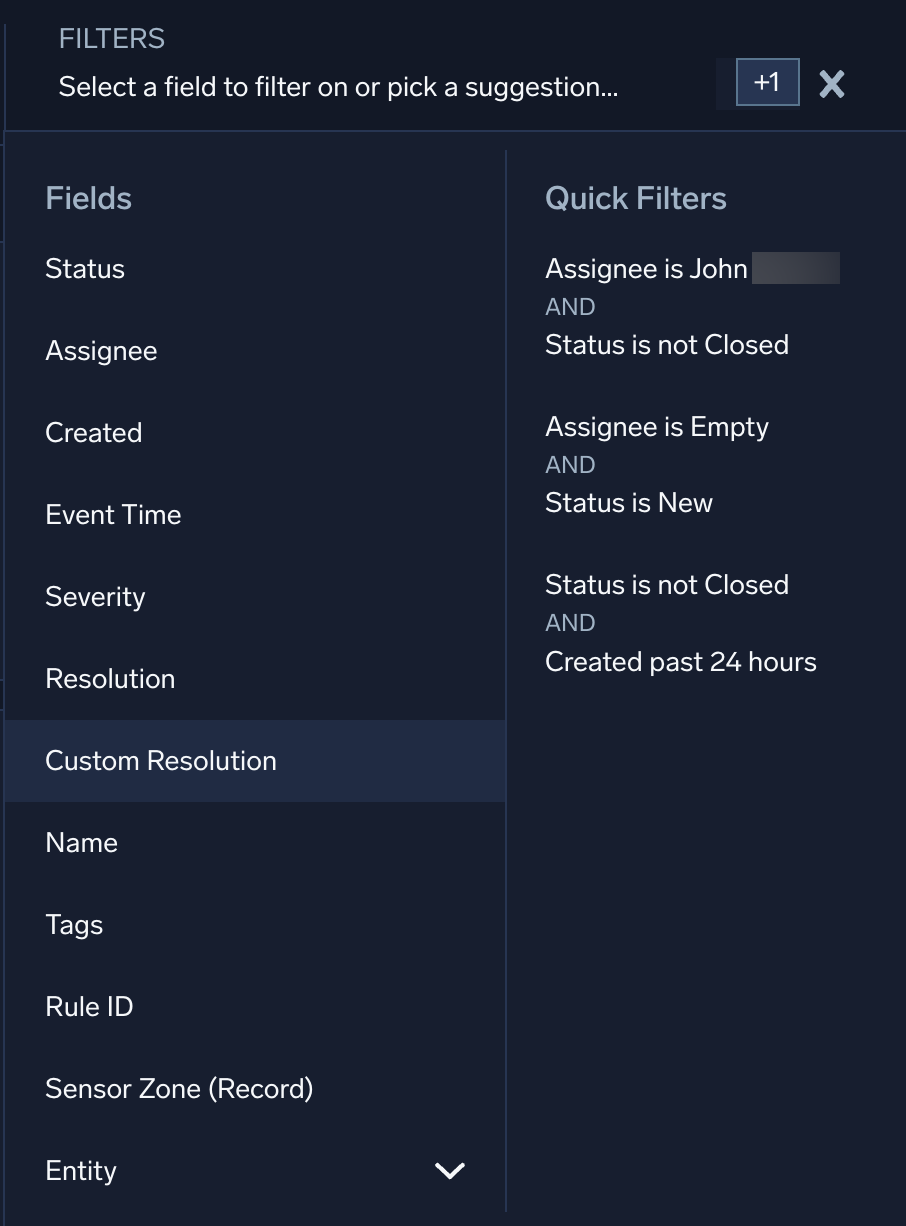 FILTERS
Select a field to filter on or pick a suggestion...
+1
Fields
Status
Assignee
Created
Event Time
Severity
Resolution
Custom Resolution
Name
Tags
Rule ID
Sensor Zone (Record)
Entity
Quick Filters
Assignee is John
AND
Status is not Closed
Assignee is Empty
AND
Status is New
Status is not Closed
AND
Created past 24 hours